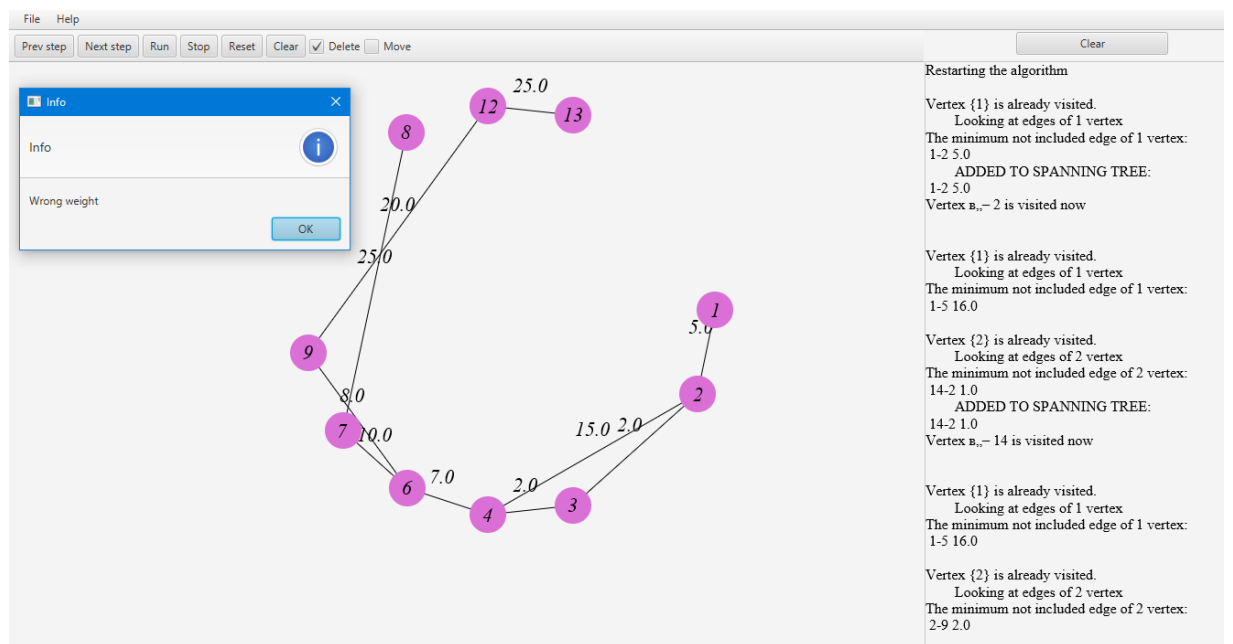 File Help
Prev step Next step Run Stop Reset Clear Delete Move
Clear
Info
Info
Wrong weight
OK
25.0
12
13
8
20.0
25.0
1
5.0
9
2
8.0
7
10.0
15.0 2.0
6
7.0
2.0
4
3
Restarting the algorithm
Vertex {1} is already visited.
Looking at edges of 1 vertex
The minimum not included edge of 1 vertex:
1-2 5.0
ADDED TO SPANNING TREE:
1-2 5.0
Vertex в„– 2 is visited now
Vertex {1} is already visited.
Looking at edges of 1 vertex
The minimum not included edge of 1 vertex:
1-5 16.0
Vertex {2} is already visited.
Looking at edges of 2 vertex
The minimum not included edge of 2 vertex:
14-2 1.0
ADDED TO SPANNING TREE:
14-2 1.0
Vertex в„– 14 is visited now
Vertex {1} is already visited.
Looking at edges of 1 vertex
The minimum not included edge of 1 vertex:
1-5 16.0
Vertex {2} is already visited.
Looking at edges of 2 vertex
The minimum not included edge of 2 vertex:
2-9 2.0